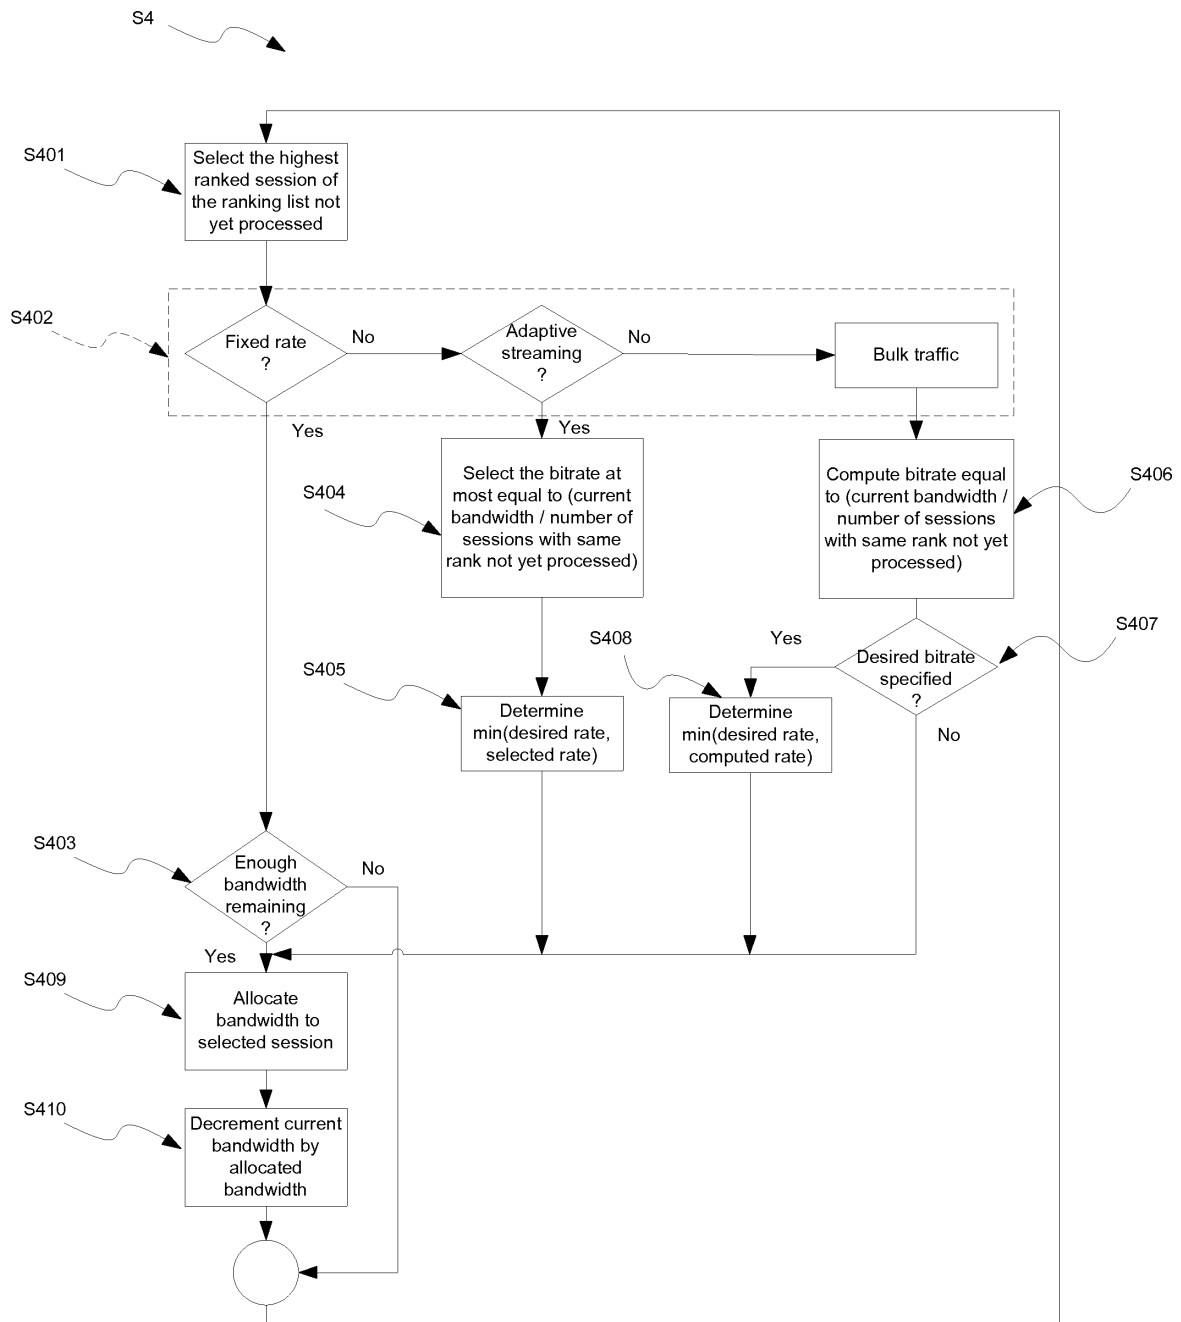 S4
S401
Select the highest
ranked session of
the ranking list not
yet processed
S402
Fixed rate
?
No
Adaptive
streaming
?
No
Bulk traffic
Yes
Yes
S404
Select the bitrate at
most equal to (current
bandwidth / number of
sessions with same
rank not yet processed)
Compute bitrate equal
to (current bandwidth /
number of sessions
with same rank not yet
processed)
S406
S405
Determine
min(desired rate,
selected rate)
S408
Yes
Determine
min(desired rate,
computed rate)
Desired bitrate
specified
?
S407
No
S403
Enough
bandwidth
remaining
?
No
Yes
S409
Allocate
bandwidth to
selected session
S410
Decrement current
bandwidth by
allocated
bandwidth